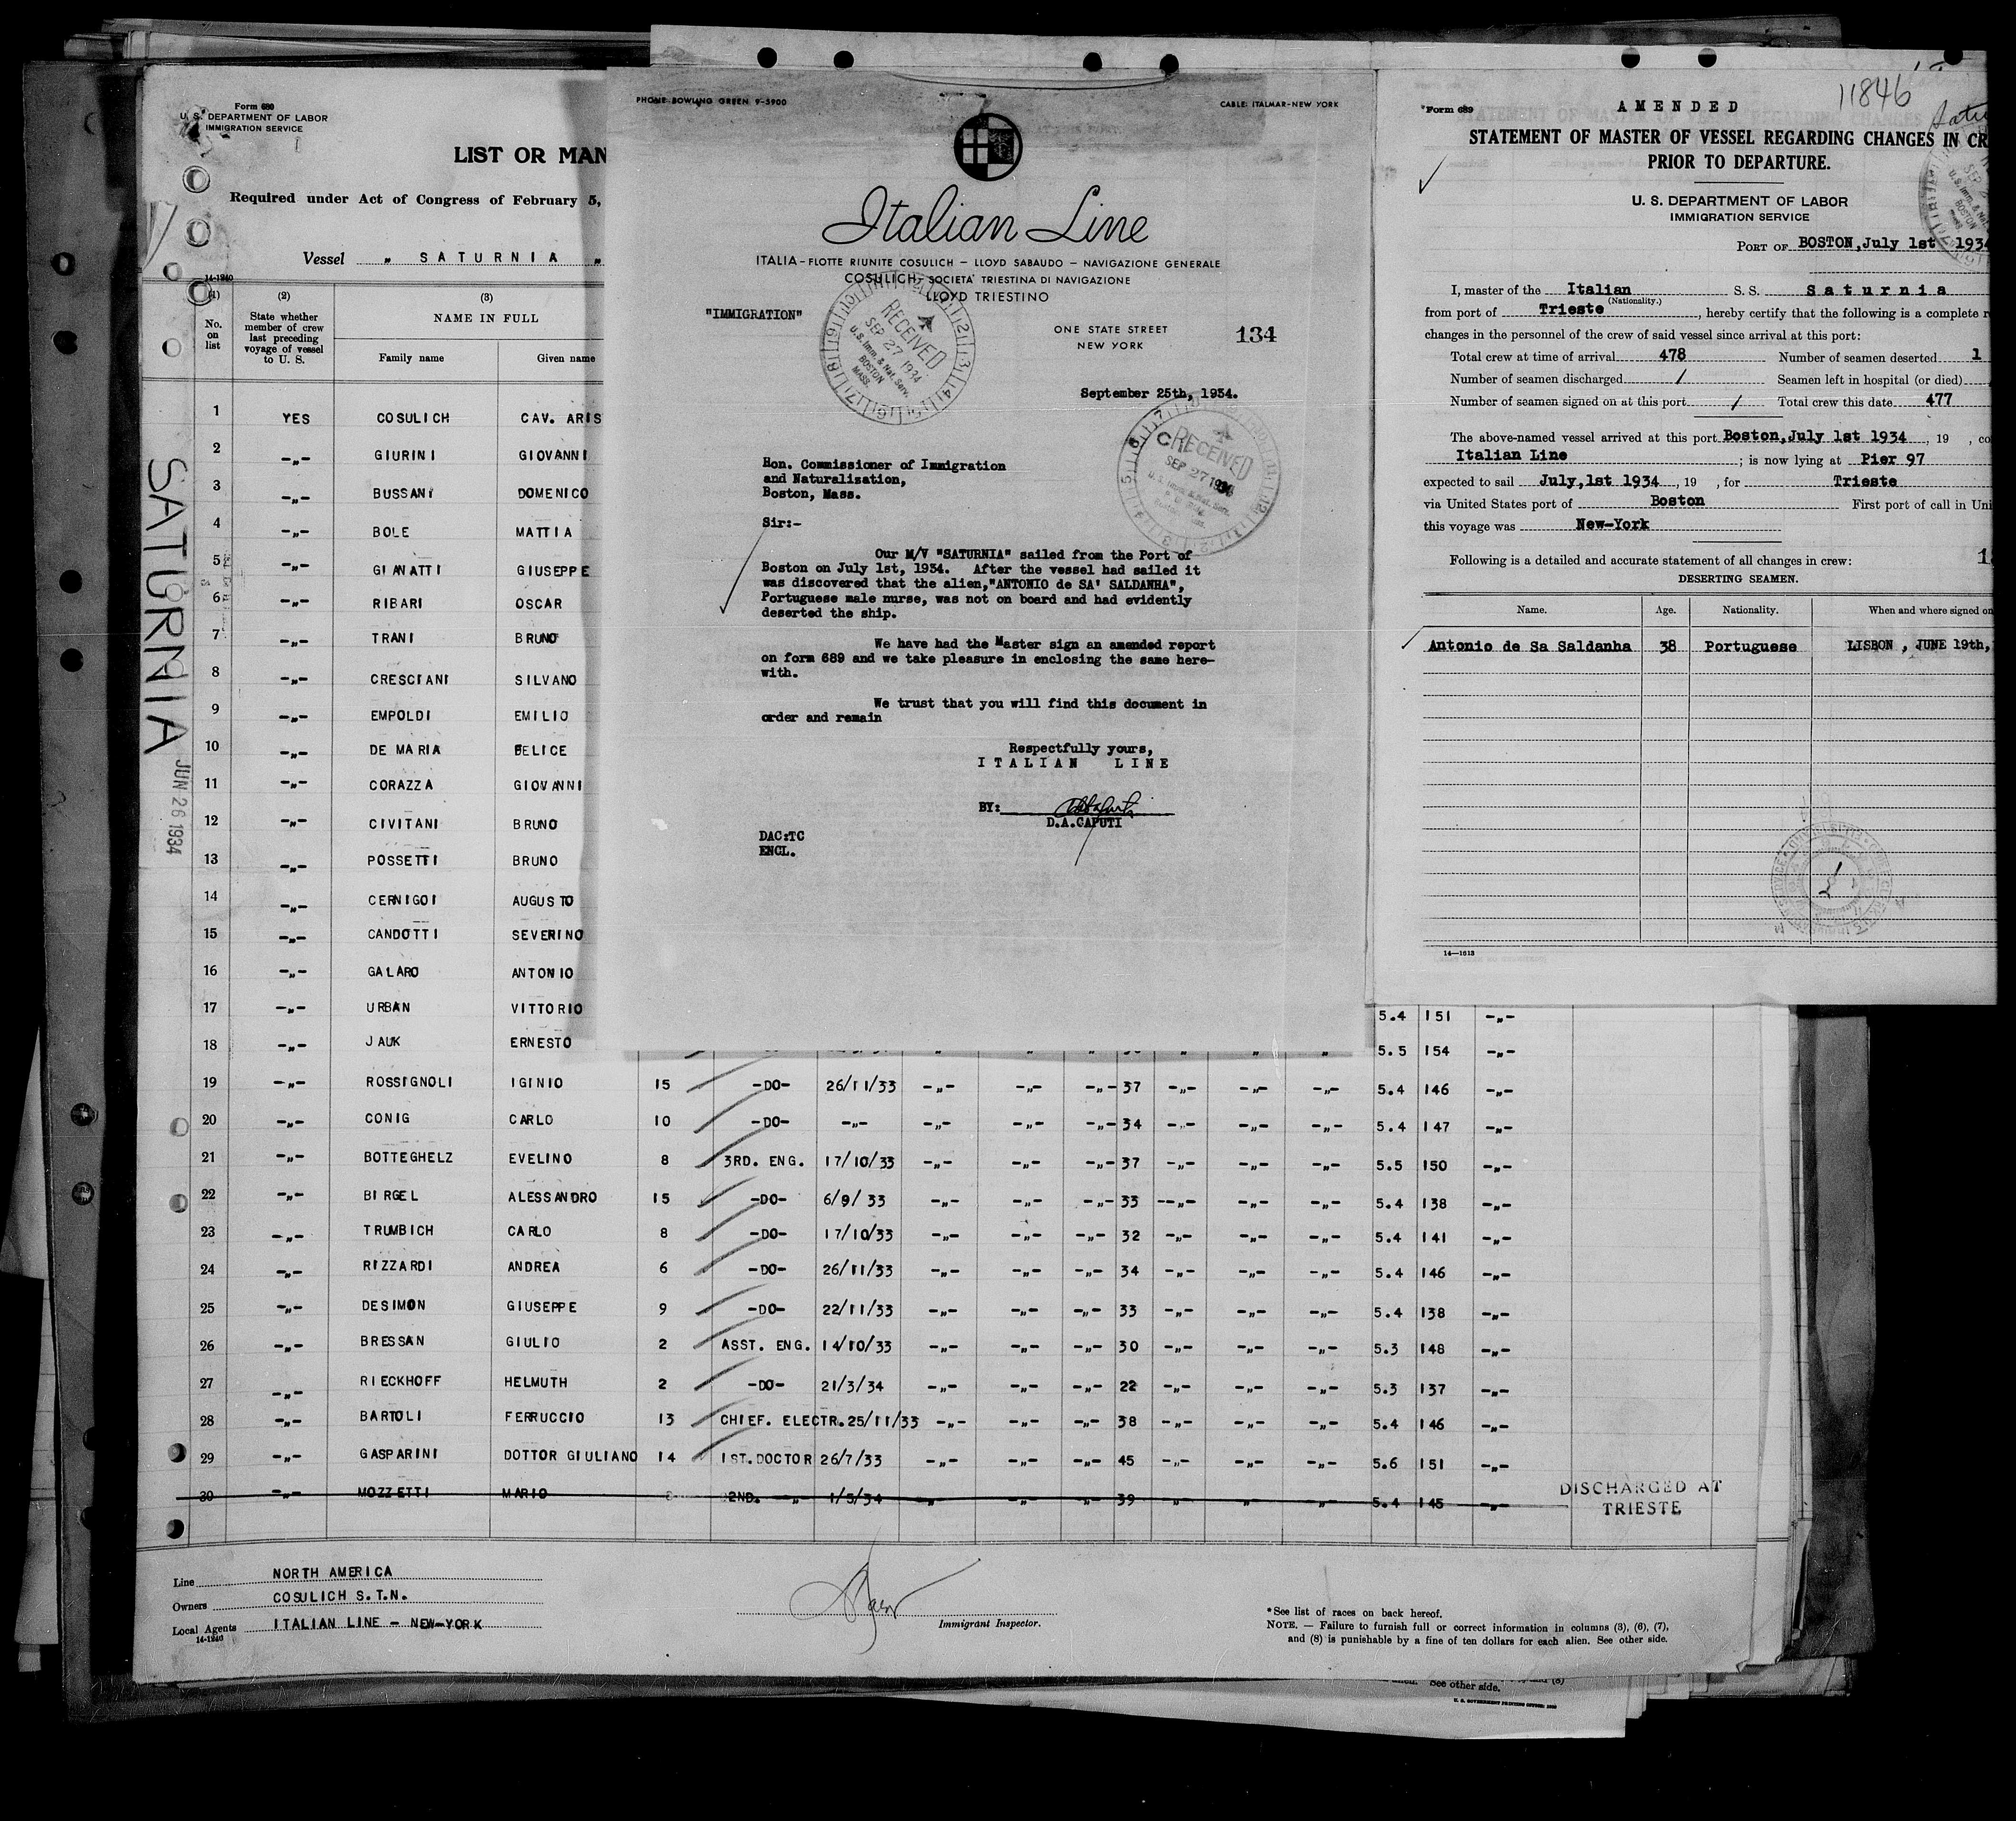 Form 680
U. S. DEPARTMENT OF LABOR
IMMIGRATION SERVICE
LIST OR MAN
Required under Act of Congress of February 5,
Vessel „ SATURNIA „
14-1240
(1) (2) (3)
No. on list
State whether member of crew last preceding voyage of vessel to U. S.
NAME IN FULL
Family name Given name
1 YES COSULICH CAV. ARIS
2 -„- GIURINI GIOVANNI
3 -„- BUSSANI DOMENICO
4 -„- BOLE MATTIA
5 -„- GIANATTI GIUSEPPE
6 -„- RIBARI OSCAR
7 -„- TRANI BRUNO
8 -„- CRESCIANI SILVANO
9 -„- EMPOLDI EMILIO
10 -„- DE MARIA FELICE
11 -„- CORAZZA GIOVANNI
12 -„- CIVITANI BRUNO
13 -„- POSSETTI BRUNO
14 -„- CERNIGOI AUGUSTO
15 -„- CANDOTTI SEVERINO
16 -„- GALARO ANTONIO
17 -„- URBAN VITTORIO 5.4 151 -„-
18 -„- JAUK ERNESTO 5.5 154 -„-
19 -„- ROSSIGNOLI IGINIO 15 -DO- 26/11/33 -„- -„- -„- 37 -„- -„- -„- 5.4 146 -„-
20 -„- CONIG CARLO 10 -DO- -„- -„- -„- -„- 34 -„- -„- -„- 5.4 147 -„-
21 -„- BOTTEGHELZ EVELINO 8 3RD. ENG. 17/10/33 -„- -„- -„- 37 -„- -„- -„- 5.5 150 -„-
22 -„- BIRGEL ALESSANDRO 15 -DO- 6/9/33 -„- -„- -„- 33 --„- -„- -„- 5.4 138 -„-
23 -„- TRUMBICH CARLO 8 -DO- 17/10/33 -„- -„- -„- 32 -„- -„- -„- 5.4 141 -„-
24 -„- RIZZARDI ANDREA 6 -DO- 26/11/33 -„- -„- -„- 34 -„- -„- -„- 5.4 146 -„-
25 -„- DESIMON GIUSEPPE 9 -DO- 22/11/33 -„- -„- -„- 33 -„- -„- -„- 5.4 138 -„-
26 -„- BRESSAN GIULIO 2 ASST. ENG. 14/10/33 -„- -„- -„- 30 -„- -„- -„- 5.3 148 -„-
27 -„- RIECKHOFF HELMUTH 2 -DO- 21/3/34 -„- -„- -„- 22 -„- -„- -„- 5.3 137 -„-
28 -„- BARTOLI FERRUCCIO 13 CHIEF. ELECTR. 25/11/33 -„- -„- -„- 38 -„- -„- -„- 5.4 146 -„-
29 -„- GASPARINI DOTTOR GIULIANO 14 1ST. DOCTOR 26/7/33 -„- -„- -„- 45 -„- -„- -„- 5.6 151 -„-
30 -„- MOZZETTI MARIO 2ND. „ 1/5/34 „ -„- -„- 39 „ „ „ 5.4 145 -„- DISCHARGED AT
TRIESTE
SATURNIA
JUN 26 1934
Line NORTH AMERICA
Owners COSULICH S.T.N.
Local Agents ITALIAN LINE - NEW-YORK
14-1240
Immigrant Inspector.
*See list of races on back hereof.
NOTE. — Failure to furnish full or correct information in columns (3), (6), (7),
and (8) is punishable by a fine of ten dollars for each alien. See other side.
See other side.
U. S. GOVERNMENT PRINTING OFFICE
PHONE: BOWLING GREEN 9-5900 CABLE: ITALMAR-NEW YORK
Italian Line
ITALIA-FLOTTE RIUNITE COSULICH — LLOYD SABAUDO — NAVIGAZIONE GENERALE
COSULICH, SOCIETA' TRIESTINA DI NAVIGAZIONE
LLOYD TRIESTINO
"IMMIGRATION"
ONE STATE STREET
NEW YORK
134
RECEIVED
SEP 27 1934
U.S. Imm. & Nat. Serv.
BOSTON
MASS.
September 25th, 1934.
RECEIVED
SEP 27 1934
Hon. Commissioner of Immigration
and Naturalization,
Boston, Mass.
Sir:-
Our M/V "SATURNIA" sailed from the Port of
Boston on July 1st, 1934. After the vessel had sailed it
was discovered that the alien,"ANTONIO de SA' SALDANHA",
Portuguese male nurse, was not on board and had evidently
deserted the ship.
We have had the Master sign an amended report
on form 689 and we take pleasure in enclosing the same here-
with.
We trust that you will find this document in
order and remain
Respectfully yours,
ITALIAN LINE
BY:
D.A.CAPUTI
DAC:TC
ENCL.
11846
Form 689
AMENDED
STATEMENT OF MASTER OF VESSEL REGARDING CHANGES IN CR
PRIOR TO DEPARTURE.
U. S. DEPARTMENT OF LABOR
IMMIGRATION SERVICE
PORT OF BOSTON, July 1st 1934
I, master of the Italian S. S. Saturnia
(Nationality.)
from port of Trieste, hereby certify that the following is a complete r
changes in the personnel of the crew of said vessel since arrival at this port:
Total crew at time of arrival 478 Number of seamen deserted 1
Number of seamen discharged / Seamen left in hospital (or died)
Number of seamen signed on at this port / Total crew this date 477
The above-named vessel arrived at this port Boston, July 1st 1934, 19 , co
Italian Line; is now lying at Pier 97
expected to sail July,1st 1934, 19 , for Trieste
via United States port of Boston First port of call in Uni
this voyage was New-York
Following is a detailed and accurate statement of all changes in crew:
DESERTING SEAMEN.
Name. Age. Nationality. When and where signed on
Antonio de Sa Saldanha 38 Portuguese LISBON , JUNE 19th,
14—1613